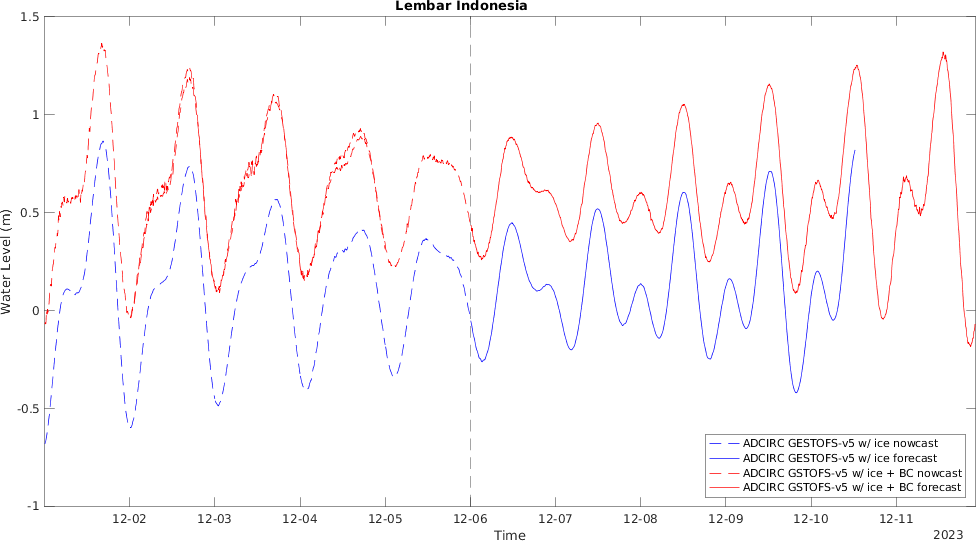 Lembar Indonesia
1.5
1
0.5
0
-0.5
-1
Water Level (m)
12-02 12-03 12-04 12-05 12-06 12-07 12-08 12-09 12-10 12-11
Time
2023
ADCIRC GESTOFS-v5 w/ ice nowcast
ADCIRC GESTOFS-v5 w/ ice forecast
ADCIRC GSTOFS-v5 w/ ice + BC nowcast
ADCIRC GSTOFS-v5 w/ ice + BC forecast